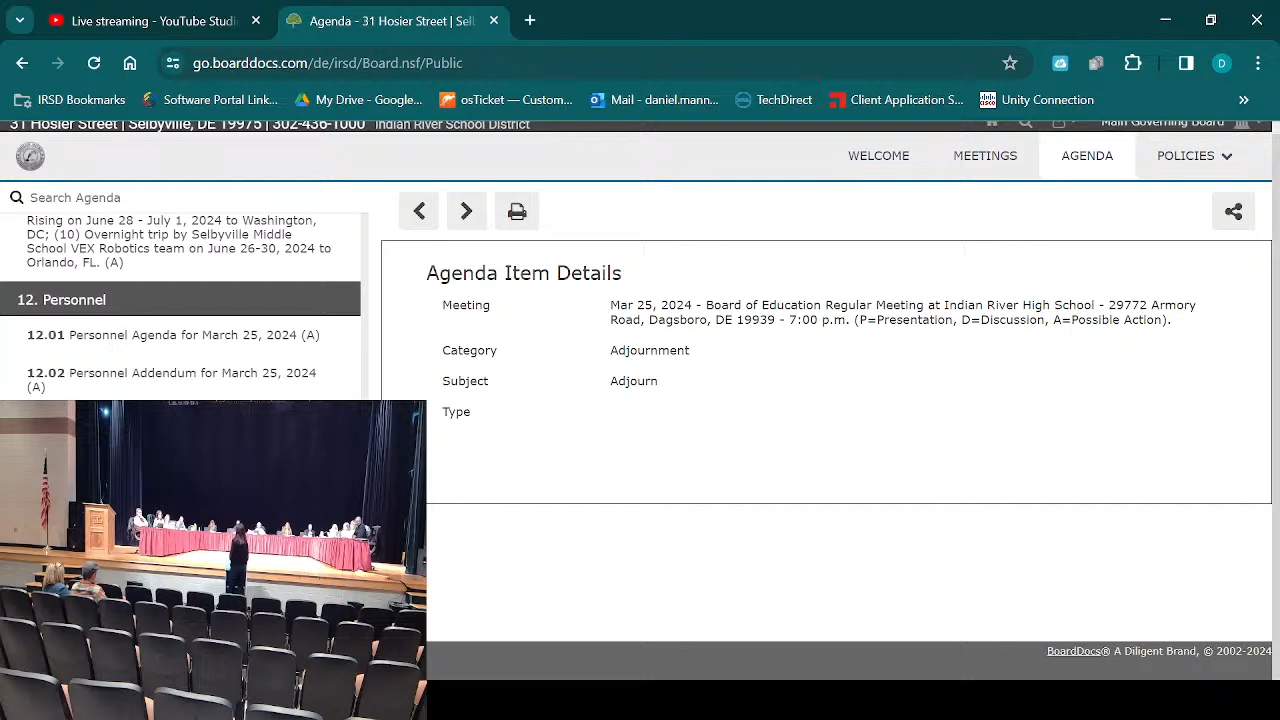 Live streaming - YouTube Studi
Agenda - 31 Hosier Street | Sel
go.boarddocs.com/de/irsd/Board.nsf/Public
D
IRSD Bookmarks
Software Portal Link...
My Drive - Google...
osTicket — Custom...
Mail - daniel.mann...
TechDirect
Client Application S...
Unity Connection
31 Hosier Street | Selbyville, DE 19975 | 302-436-1000 Indian River School District
Main Governing Board
WELCOME
MEETINGS
AGENDA
POLICIES
Search Agenda
Rising on June 28 - July 1, 2024 to Washington,
DC; (10) Overnight trip by Selbyville Middle
School VEX Robotics team on June 26-30, 2024 to
Orlando, FL. (A)
12. Personnel
12.01 Personnel Agenda for March 25, 2024 (A)
12.02 Personnel Addendum for March 25, 2024
(A)
Agenda Item Details
Meeting
Mar 25, 2024 - Board of Education Regular Meeting at Indian River High School - 29772 Armory
Road, Dagsboro, DE 19939 - 7:00 p.m. (P=Presentation, D=Discussion, A=Possible Action).
Category
Adjournment
Subject
Adjourn
Type
BoardDocs® A Diligent Brand, © 2002-2024